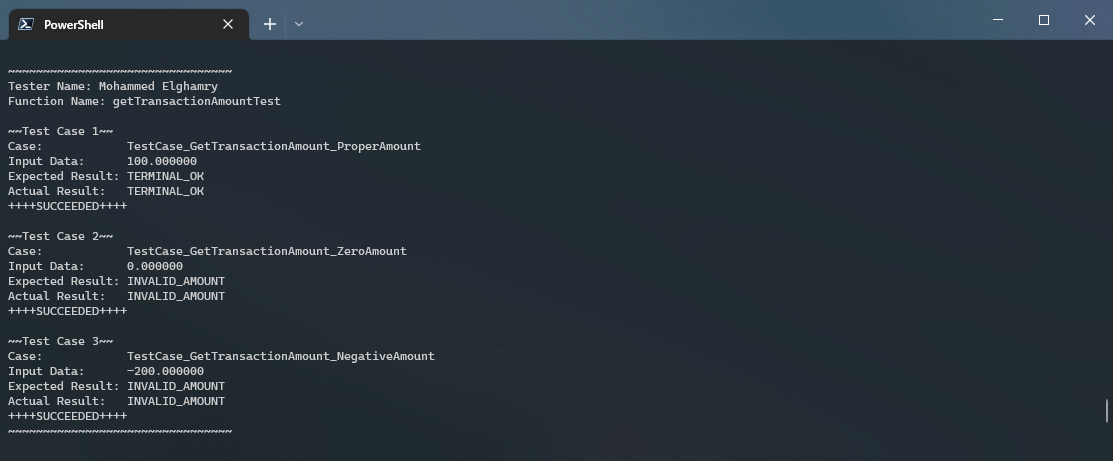 PowerShell
~~~~~~~~~~~~~~~~~~~~~~~~~~~~~~~~
Tester Name: Mohammed Elghamry
Function Name: getTransactionAmountTest
~~Test Case 1~~
Case:            TestCase_GetTransactionAmount_ProperAmount
Input Data:      100.000000
Expected Result: TERMINAL_OK
Actual Result:   TERMINAL_OK
++++SUCCEEDED++++
~~Test Case 2~~
Case:            TestCase_GetTransactionAmount_ZeroAmount
Input Data:      0.000000
Expected Result: INVALID_AMOUNT
Actual Result:   INVALID_AMOUNT
++++SUCCEEDED++++
~~Test Case 3~~
Case:            TestCase_GetTransactionAmount_NegativeAmount
Input Data:      -200.000000
Expected Result: INVALID_AMOUNT
Actual Result:   INVALID_AMOUNT
++++SUCCEEDED++++
~~~~~~~~~~~~~~~~~~~~~~~~~~~~~~~~